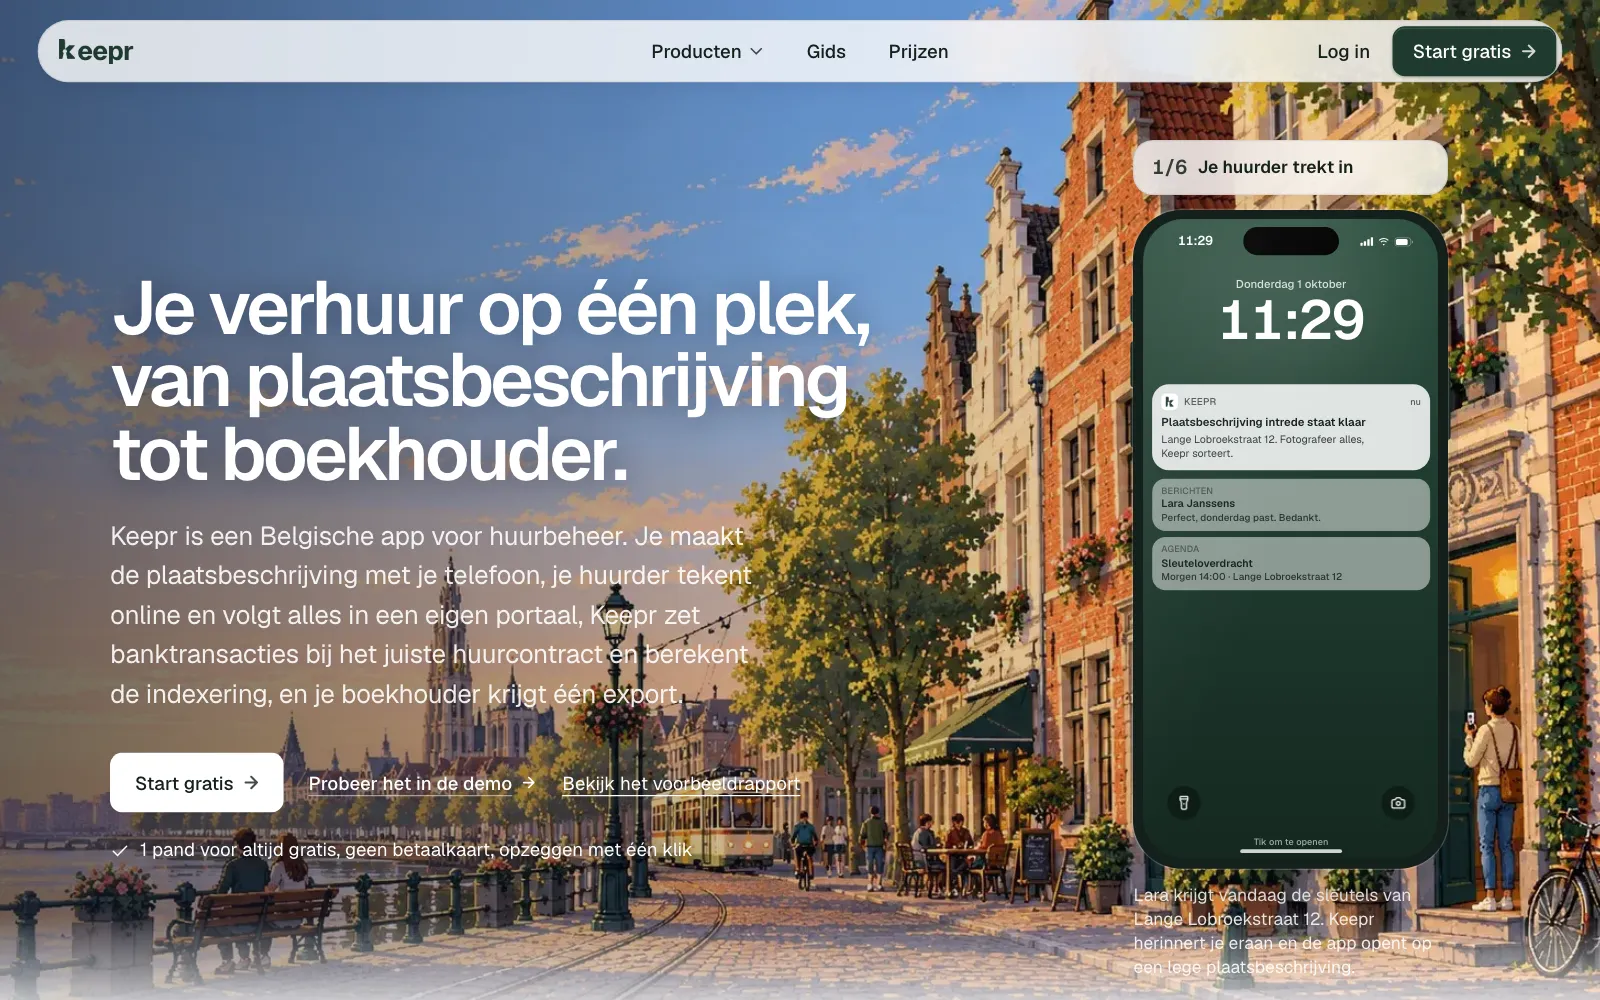 keepr
Producten
Gids
Prijzen
Log in
Start gratis
1/6 Je huurder trekt in
Je verhuur op één plek,
van plaatsbeschrijving
tot boekhouder.
Keepr is een Belgische app voor huurbeheer. Je maakt
de plaatsbeschrijving met je telefoon, je huurder tekent
online en volgt alles in een eigen portaal, Keepr zet
banktransacties bij het juiste huurcontract en berekent
de indexering, en je boekhouder krijgt één export.
Start gratis
Probeer het in de demo
Bekijk het voorbeeldrapport
1 pand voor altijd gratis, geen betaalkaart, opzeggen met één klik
11:29
Donderdag 1 oktober
11:29
KEEPR
nu
Plaatsbeschrijving intrede staat klaar
Lange Lobroekstraat 12. Fotografeer alles,
Keepr sorteert.
BERICHTEN
Lara Janssens
Perfect, donderdag past. Bedankt.
AGENDA
Sleuteloverdracht
Morgen 14:00 · Lange Lobroekstraat 12
Tik om te openen
Lara krijgt vandaag de sleutels van
Lange Lobroekstraat 12. Keepr
herinnert je eraan en de app opent op
een lege plaatsbeschrijving.